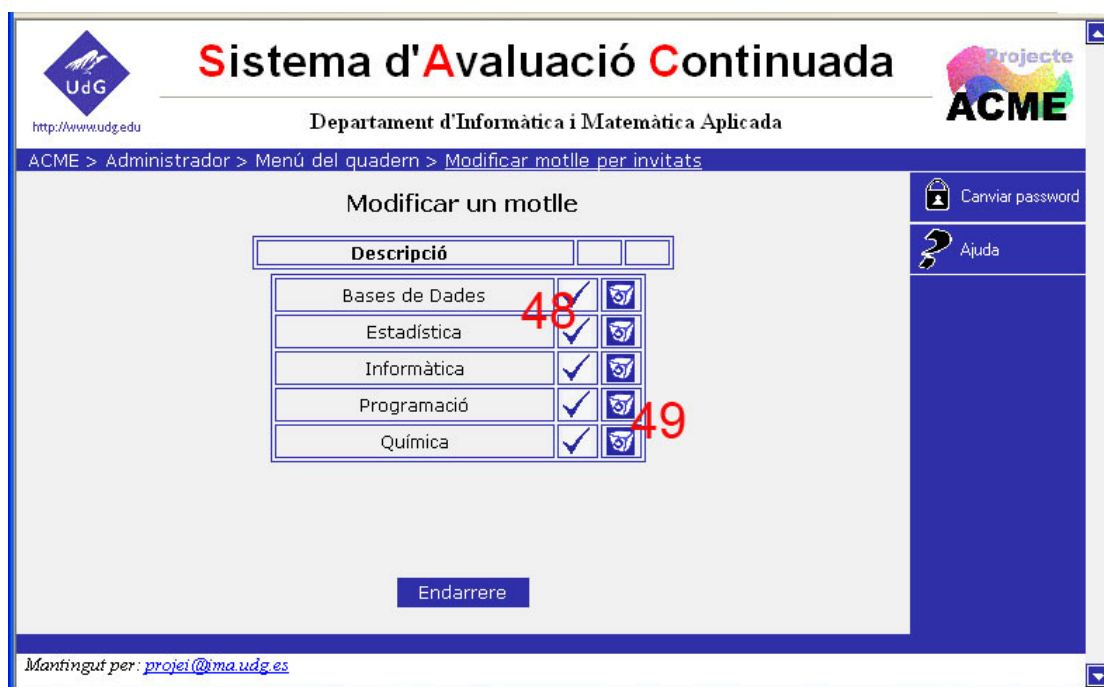 UdG
http://www.udg.edu
Sistema d'Avaluació Continuada
Departament d'Informàtica i Matemàtica Aplicada
Projecte
ACME
ACME > Administrador > Menú del quadern > Modificar motlle per invitats
Canviar password
Ajuda
Modificar un motlle
Descripció
Bases de Dades
48
Estadística
Informàtica
Programació
49
Química
Endarrere
Mantingut per: projei@ima.udg.es